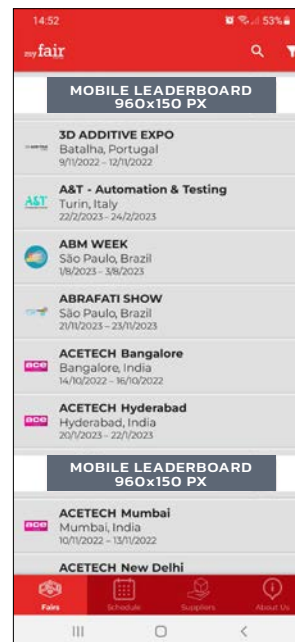 14:52
53%
my fair
MOBILE LEADERBOARD
960x150 PX
3D ADDITIVE EXPO
Batalha, Portugal
9/11/2022 – 12/11/2022
A&T
A&T - Automation & Testing
Turin, Italy
22/2/2023 – 24/2/2023
ABM WEEK
São Paulo, Brazil
1/8/2023 – 3/8/2023
ABRAFATI SHOW
São Paulo, Brazil
21/11/2023 – 23/11/2023
ace
ACETECH Bangalore
Bangalore, India
14/10/2022 – 16/10/2022
ace
ACETECH Hyderabad
Hyderabad, India
20/1/2023 – 22/1/2023
MOBILE LEADERBOARD
960x150 PX
ace
ACETECH Mumbai
Mumbai, India
10/11/2022 – 13/11/2022
ACETECH New Delhi
Fairs Schedule Suppliers About Us